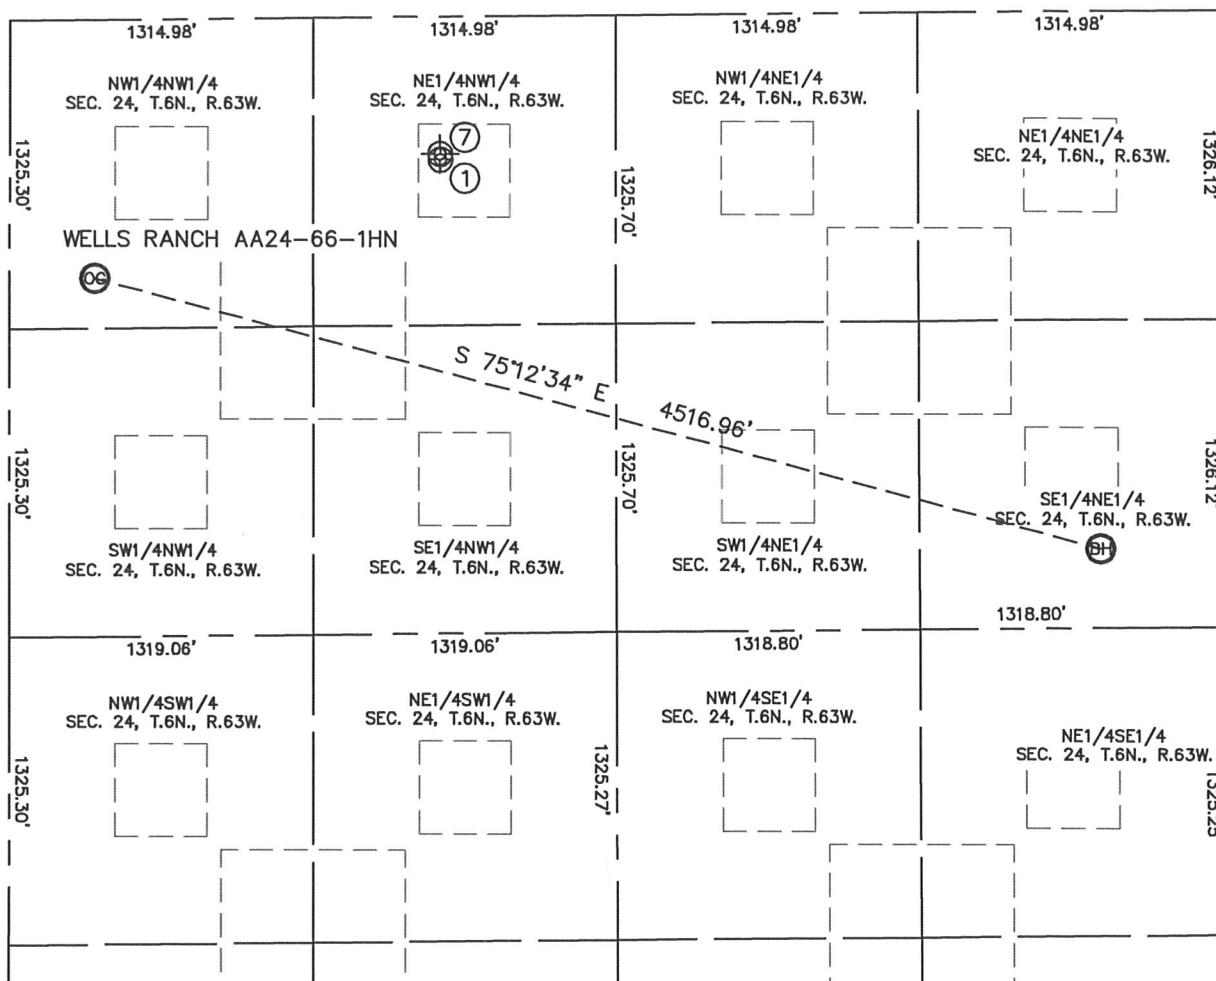 1314.98'
1314.98'
1314.98'
1314.98'
NW1/4NW1/4
SEC. 24, T.6N., R.63W.
NE1/4NW1/4
SEC. 24, T.6N., R.63W.
NW1/4NE1/4
SEC. 24, T.6N., R.63W.
NE1/4NE1/4
SEC. 24, T.6N., R.63W.
7
1
1325.30'
1325.70'
1326.12'
WELLS RANCH AA24-66-1HN
OG
S 75°12'34" E
4516.96'
1325.30'
1325.70'
1326.12'
SW1/4NW1/4
SEC. 24, T.6N., R.63W.
SE1/4NW1/4
SEC. 24, T.6N., R.63W.
SW1/4NE1/4
SEC. 24, T.6N., R.63W.
SE1/4NE1/4
SEC. 24, T.6N., R.63W.
BH
1319.06'
1319.06'
1318.80'
1318.80'
NW1/4SW1/4
SEC. 24, T.6N., R.63W.
NE1/4SW1/4
SEC. 24, T.6N., R.63W.
NW1/4SE1/4
SEC. 24, T.6N., R.63W.
NE1/4SE1/4
SEC. 24, T.6N., R.63W.
1325.30'
1325.27'
1325.25